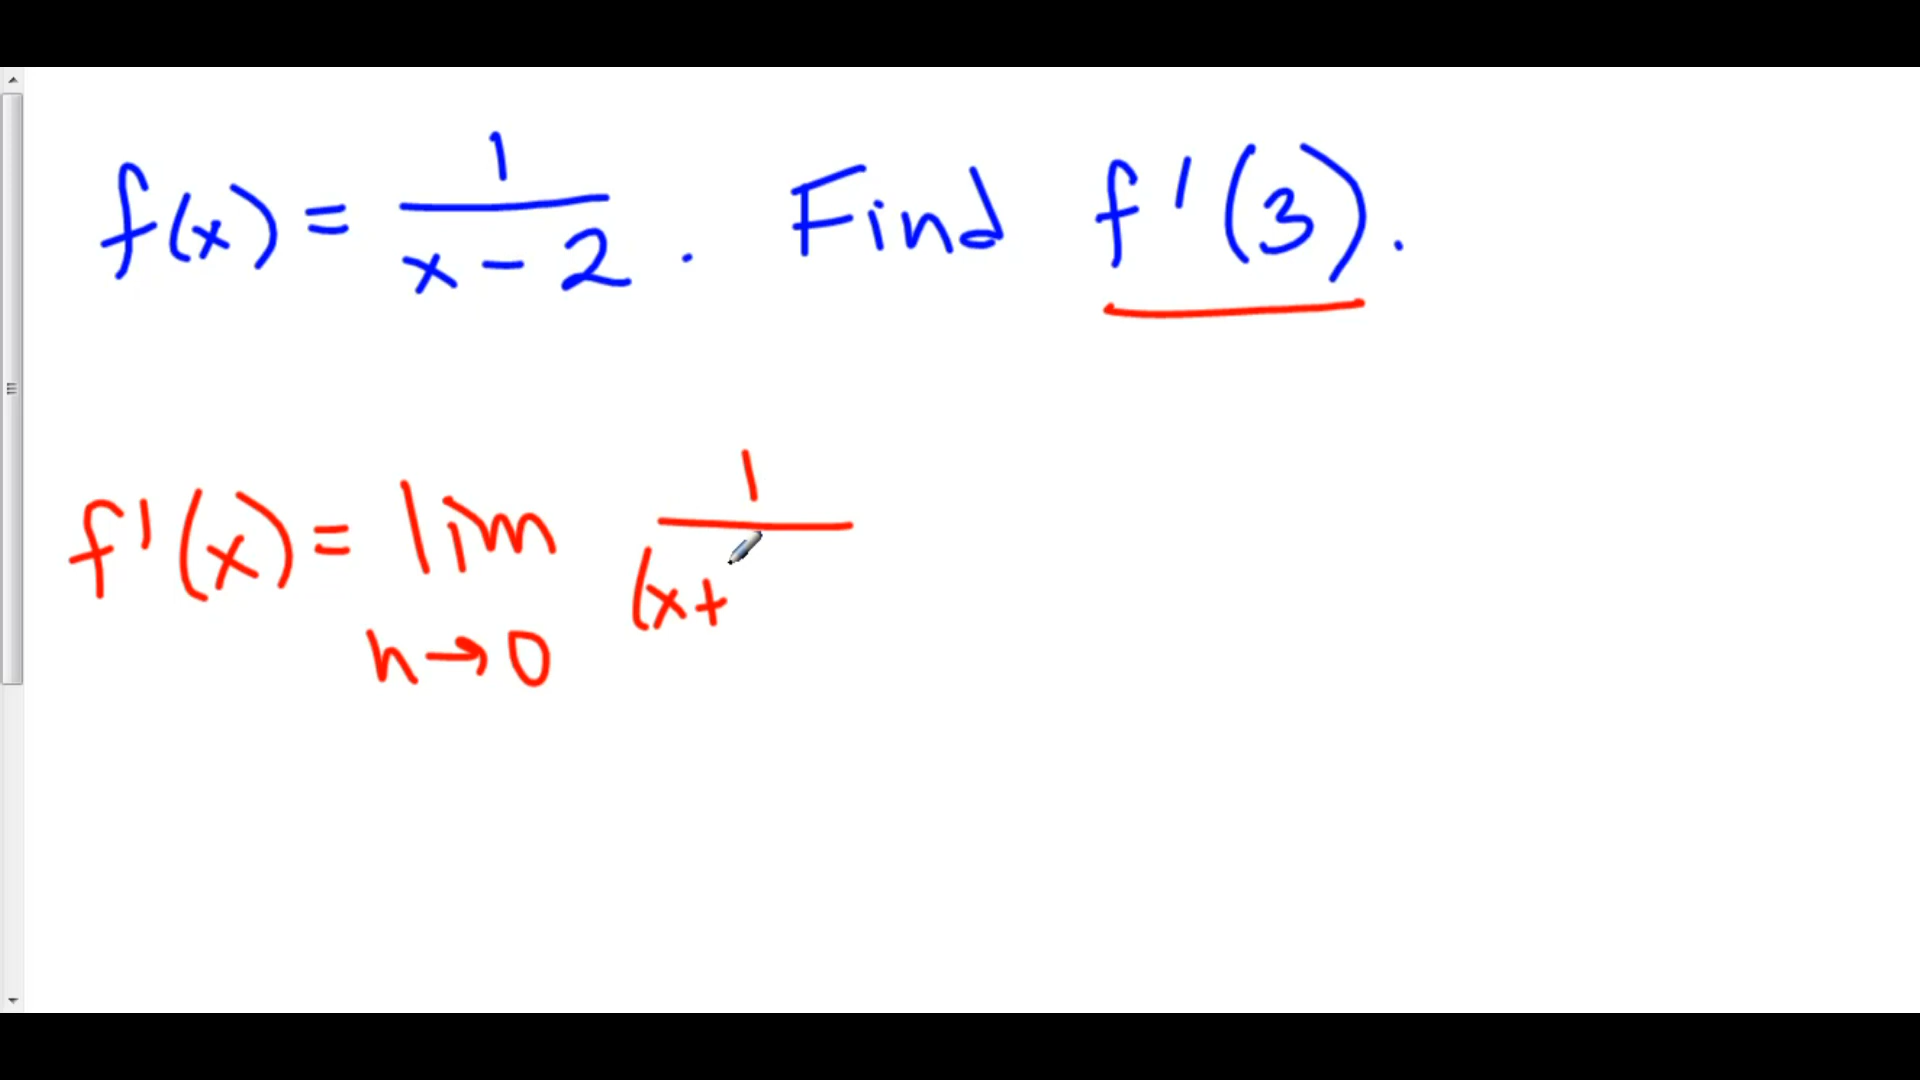 f(x) = 1/(x - 2) . Find f'(3).
f'(x) = lim h→0 1/((x+